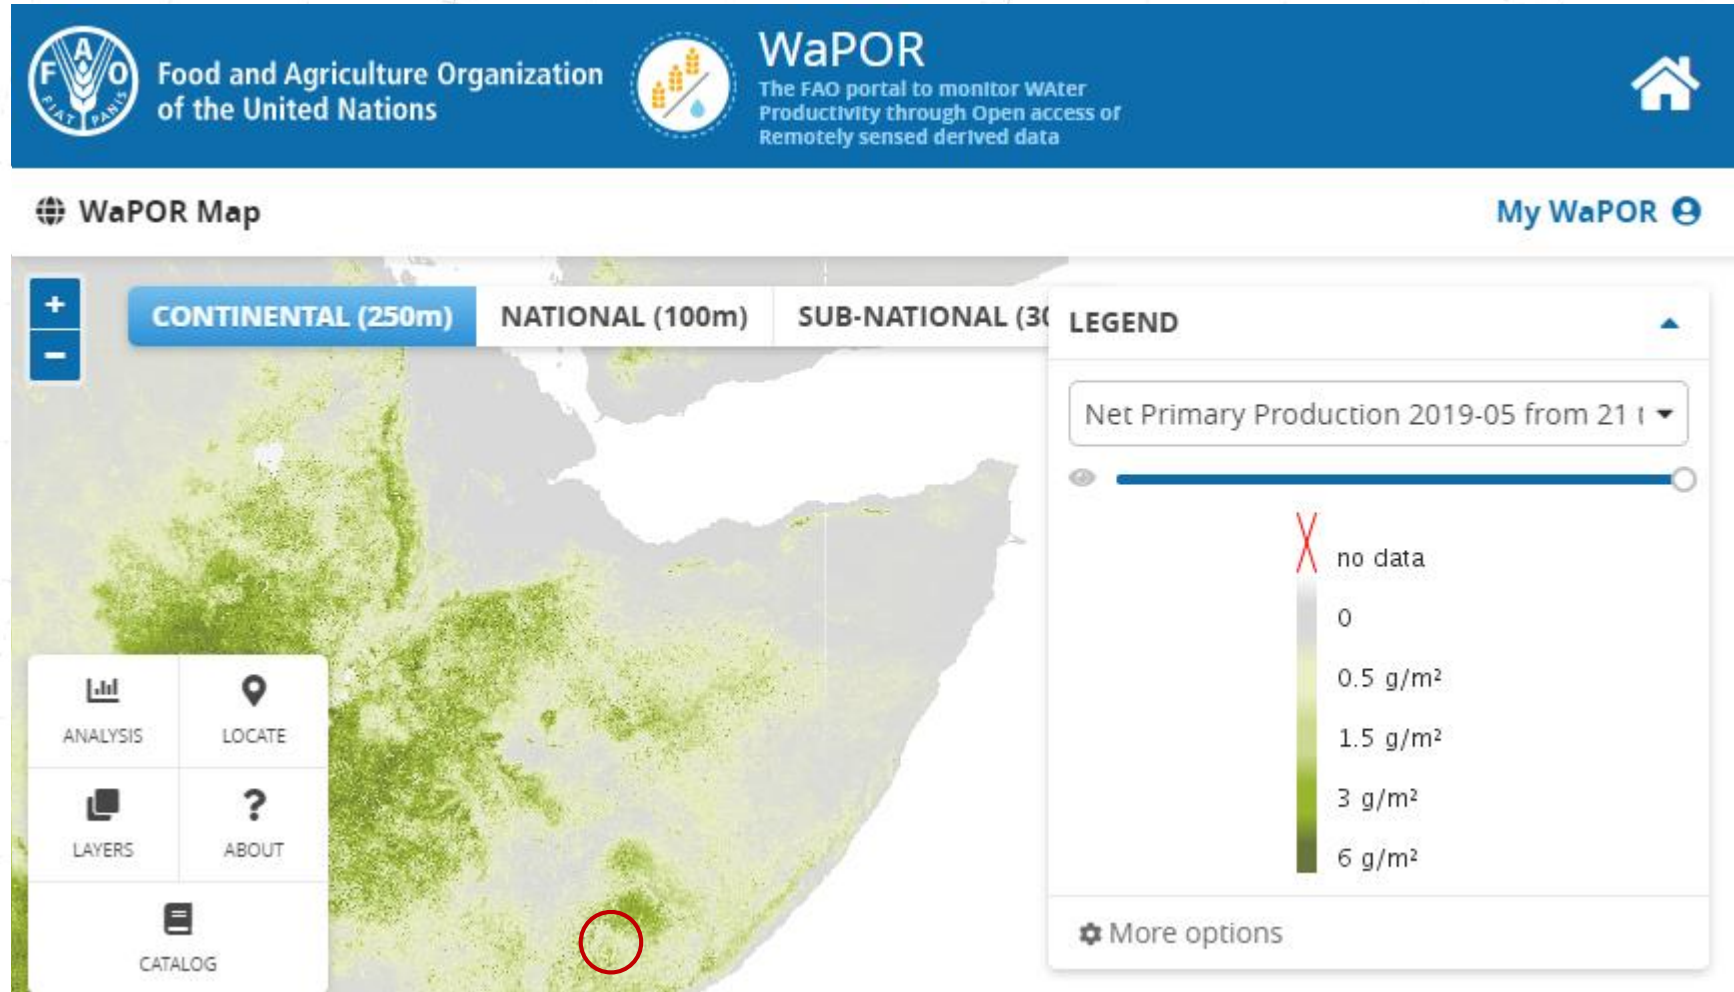 FAO
FIAT PANIS
Food and Agriculture Organization
of the United Nations
WaPOR
The FAO portal to monitor WAter
Productivity through Open access of
Remotely sensed derived data
WaPOR Map
My WaPOR
+
-
CONTINENTAL (250m)
NATIONAL (100m)
SUB-NATIONAL (30
LEGEND
Net Primary Production 2019-05 from 21 t
no data
0
0.5 g/m²
1.5 g/m²
3 g/m²
6 g/m²
More options
ANALYSIS
LOCATE
LAYERS
?
ABOUT
CATALOG